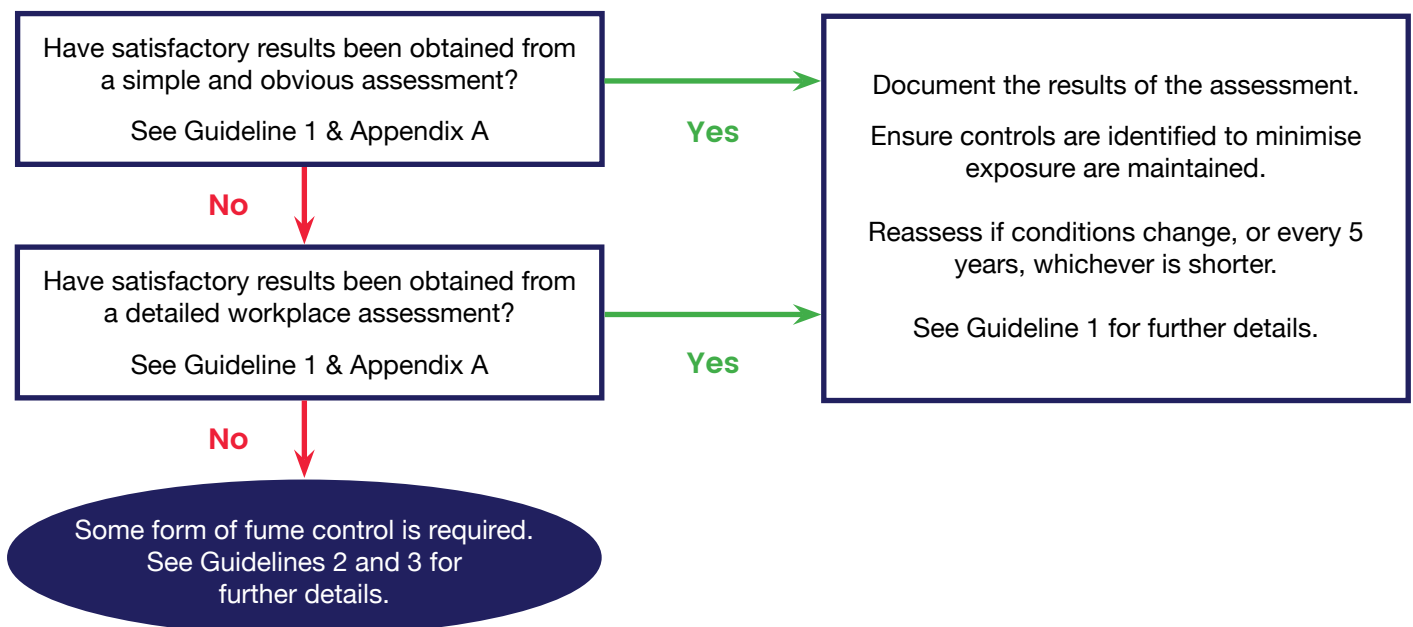 Have satisfactory results been obtained from
a simple and obvious assessment?
See Guideline 1 & Appendix A
Yes
Document the results of the assessment.
Ensure controls are identified to minimise
exposure are maintained.
Reassess if conditions change, or every 5
years, whichever is shorter.
See Guideline 1 for further details.
No
Have satisfactory results been obtained from
a detailed workplace assessment?
See Guideline 1 & Appendix A
Yes
No
Some form of fume control is required.
See Guidelines 2 and 3 for
further details.